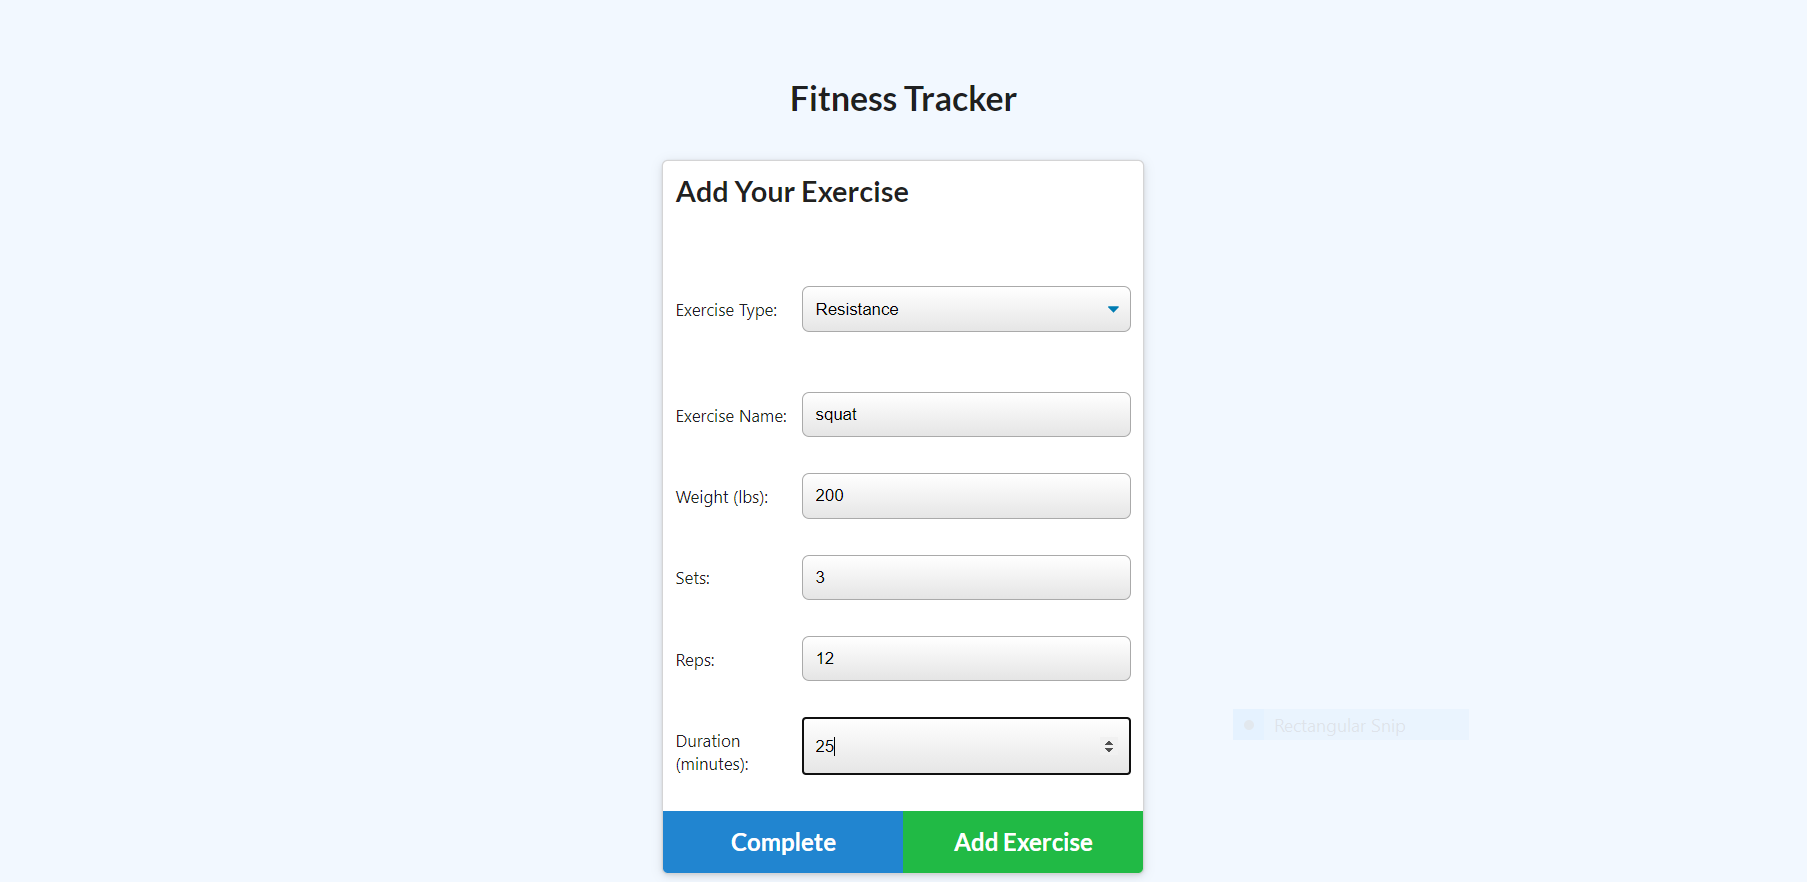 Fitness Tracker
Add Your Exercise
Exercise Type: Resistance
Exercise Name: squat
Weight (lbs): 200
Sets: 3
Reps: 12
Duration (minutes): 25
Rectangular Snip
Complete Add Exercise